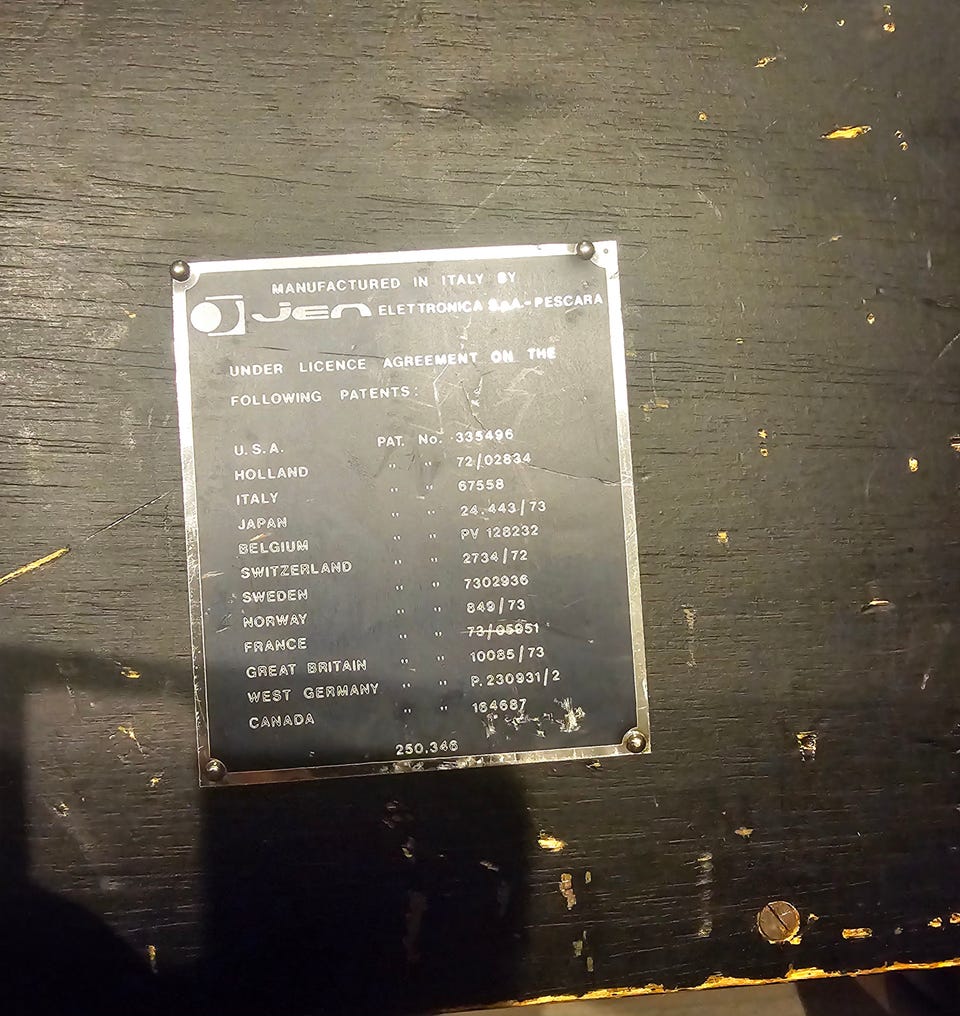 MANUFACTURED IN ITALY BY
JEN ELETTRONICA S.p.A.-PESCARA
UNDER LICENCE AGREEMENT ON THE
FOLLOWING PATENTS:
U.S.A. PAT. No. 335496
HOLLAND " " 72/02834
ITALY " " 67558
JAPAN " " 24.443/73
BELGIUM " " PV 128232
SWITZERLAND " " 2734/72
SWEDEN " " 7302936
NORWAY " " 849/73
FRANCE " " 73/05951
GREAT BRITAIN " " 10085/73
WEST GERMANY " " P.230931/2
CANADA " " 164687
250.346